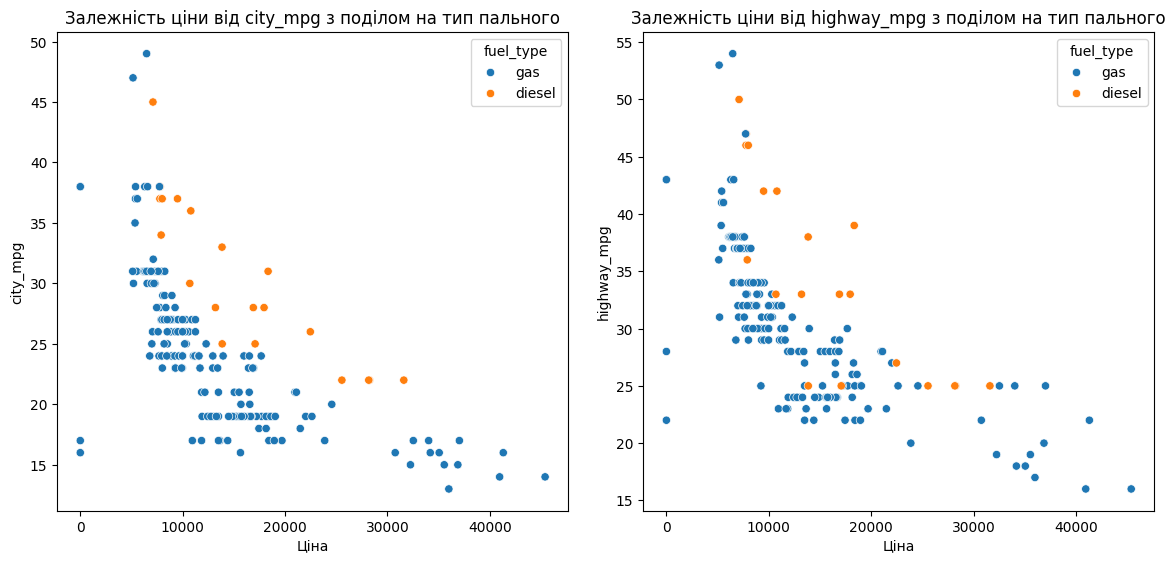 Залежність ціни від city_mpg з поділом на тип пального
50
45
40
35
30
25
20
15
city_mpg
fuel_type
gas
diesel
0 10000 20000 30000 40000
Ціна
Залежність ціни від highway_mpg з поділом на тип пального
55
50
45
40
35
30
25
20
15
highway_mpg
fuel_type
gas
diesel
0 10000 20000 30000 40000
Ціна